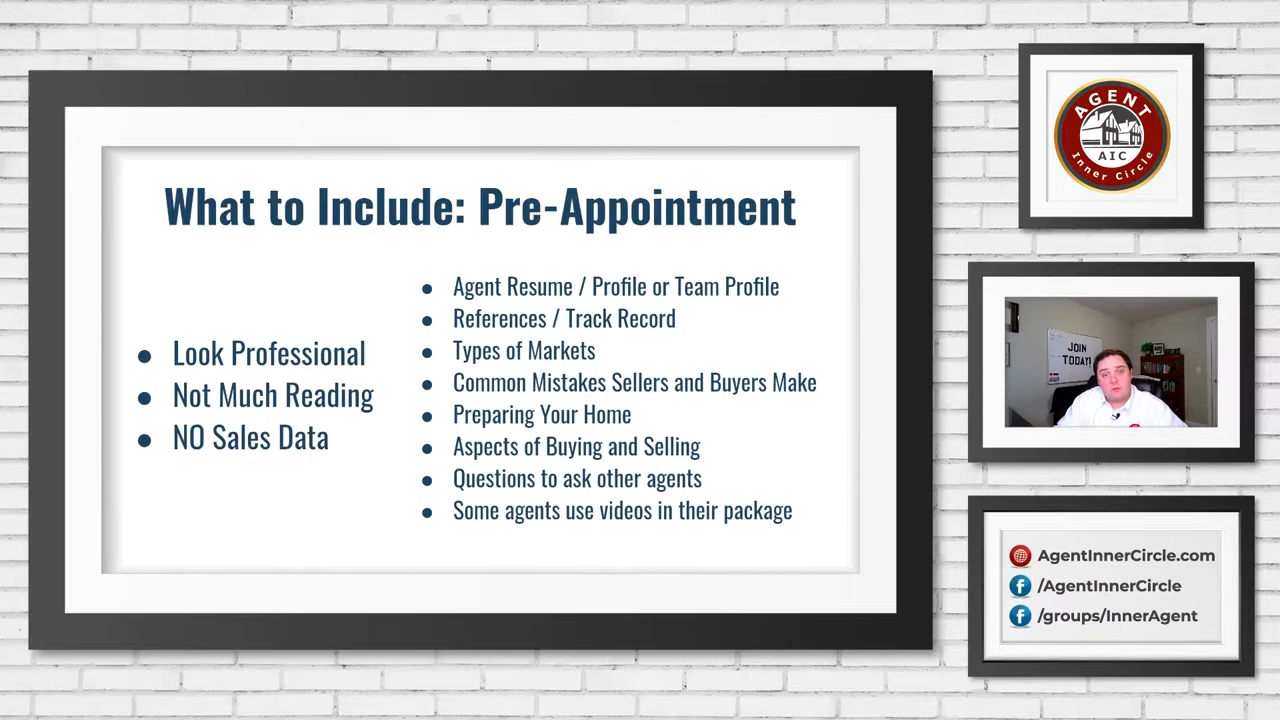 What to Include: Pre-Appointment
Look Professional
Not Much Reading
NO Sales Data
Agent Resume / Profile or Team Profile
References / Track Record
Types of Markets
Common Mistakes Sellers and Buyers Make
Preparing Your Home
Aspects of Buying and Selling
Questions to ask other agents
Some agents use videos in their package
AGENT
AIC
Inner Circle
JOIN
TODAY!
AgentInnerCircle.com
/AgentInnerCircle
/groups/InnerAgent